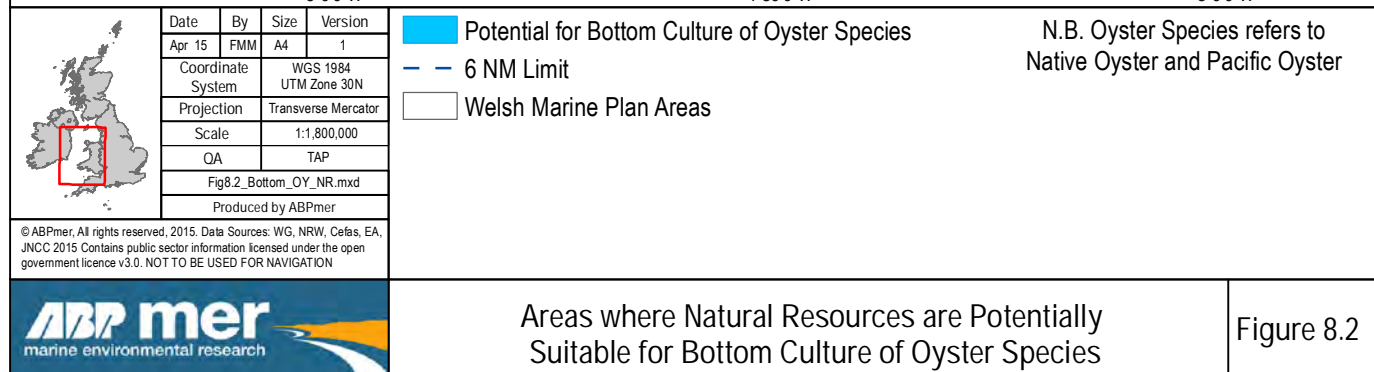 Date By Size Version
Apr 15 FMM A4 1
Coordinate System WGS 1984 UTM Zone 30N
Projection Transverse Mercator
Scale 1:1,800,000
QA TAP
Fig8.2_Bottom_OY_NR.mxd
Produced by ABPmer
© ABPmer, All rights reserved, 2015. Data Sources: WG, NRW, Cefas, EA,
JNCC 2015 Contains public sector information licensed under the open
government licence v3.0. NOT TO BE USED FOR NAVIGATION
Potential for Bottom Culture of Oyster Species
6 NM Limit
Welsh Marine Plan Areas
N.B. Oyster Species refers to
Native Oyster and Pacific Oyster
ABP mer
marine environmental research
Areas where Natural Resources are Potentially
Suitable for Bottom Culture of Oyster Species
Figure 8.2